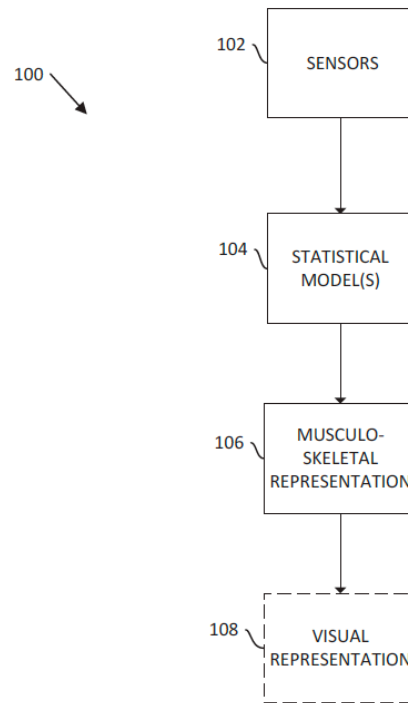 102
SENSORS
100
104
STATISTICAL
MODEL(S)
106
MUSCULO-
SKELETAL
REPRESENTATION
108
VISUAL
REPRESENTATION